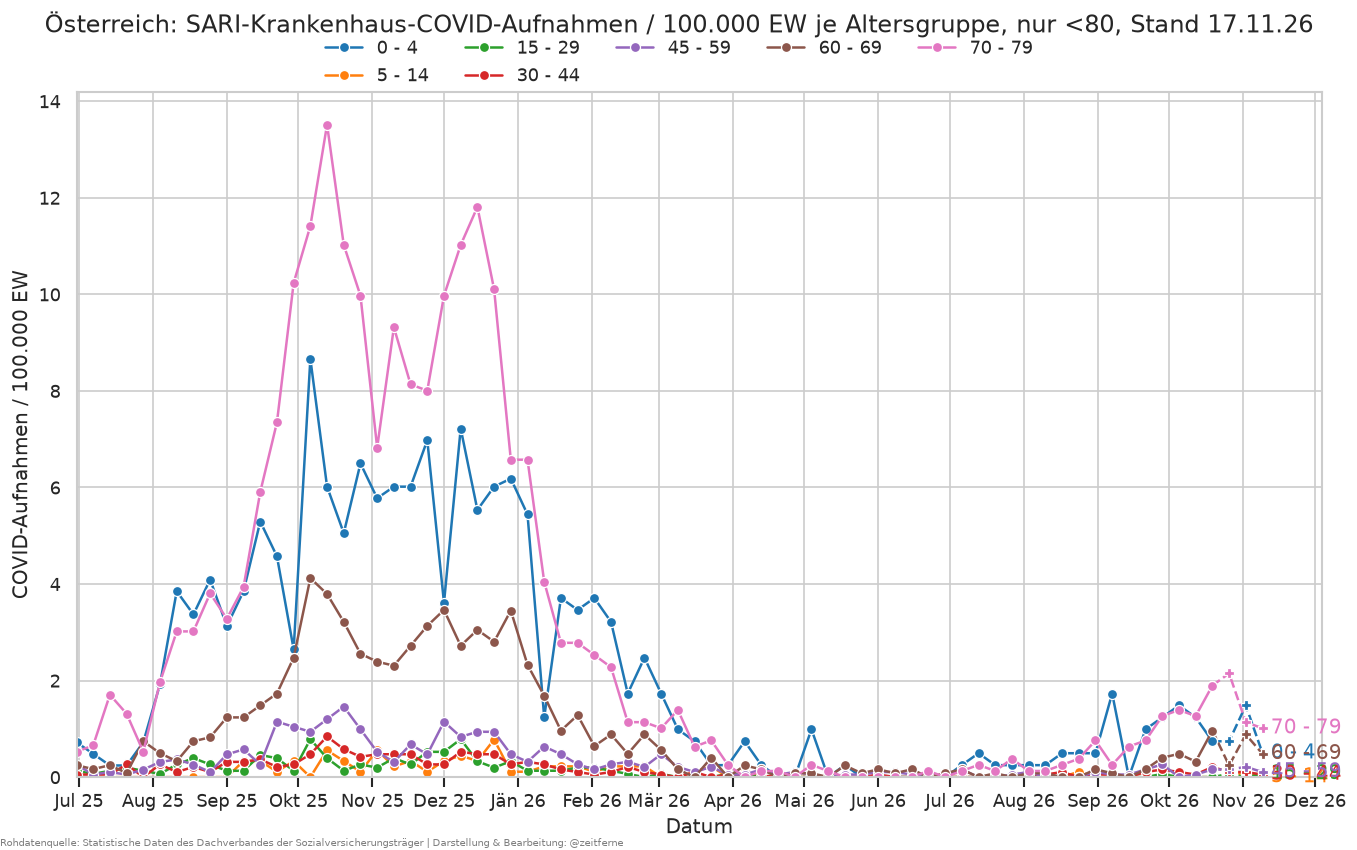 Österreich: SARI-Krankenhaus-COVID-Aufnahmen / 100.000 EW je Altersgruppe, nur <80, Stand 17.11.26
0 - 4 15 - 29 45 - 59 60 - 69 70 - 79
5 - 14 30 - 44
COVID-Aufnahmen / 100.000 EW
14
12
10
8
6
4
2
0
70 - 79
Jul 25 Aug 25 Sep 25 Okt 25 Nov 25 Dez 25 Jän 26 Feb 26 Mär 26 Apr 26 Mai 26 Jun 26 Jul 26 Aug 26 Sep 26 Okt 26 Nov 26 Dez 26
Datum
Rohdatenquelle: Statistische Daten des Dachverbandes der Sozialversicherungsträger | Darstellung & Bearbeitung: @zeitferne